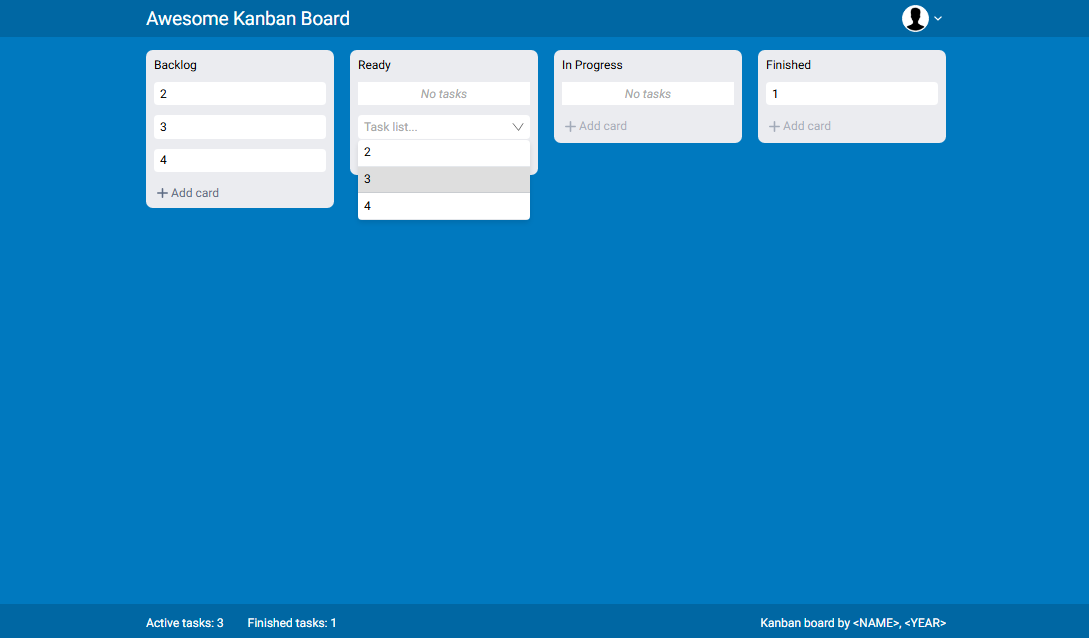 Awesome Kanban Board
Backlog
2
3
4
Add card
Ready
No tasks
Task list...
2
3
4
In Progress
No tasks
Add card
Finished
1
Add card
Active tasks: 3
Finished tasks: 1
Kanban board by <NAME>, <YEAR>